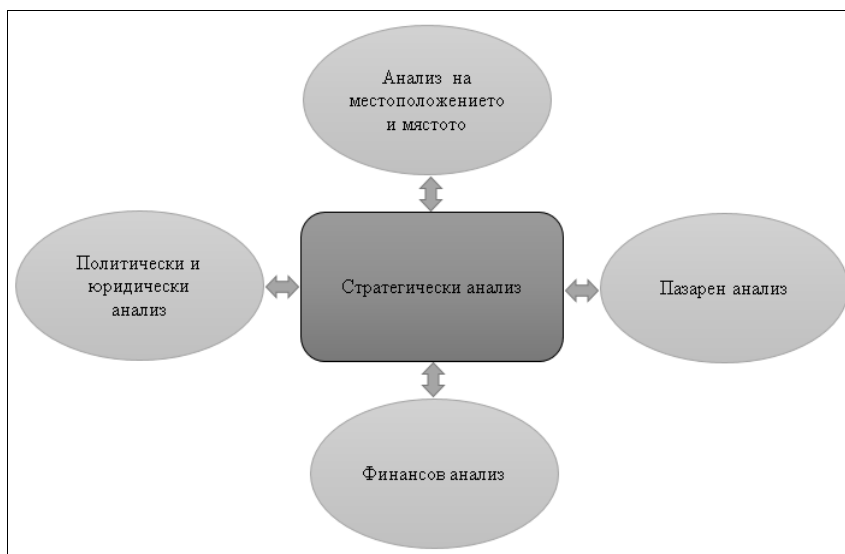 Анализ на
местоположението
и мястото
Политически и
юридически
анализ
Стратегически анализ
Пазарен анализ
Финансов анализ